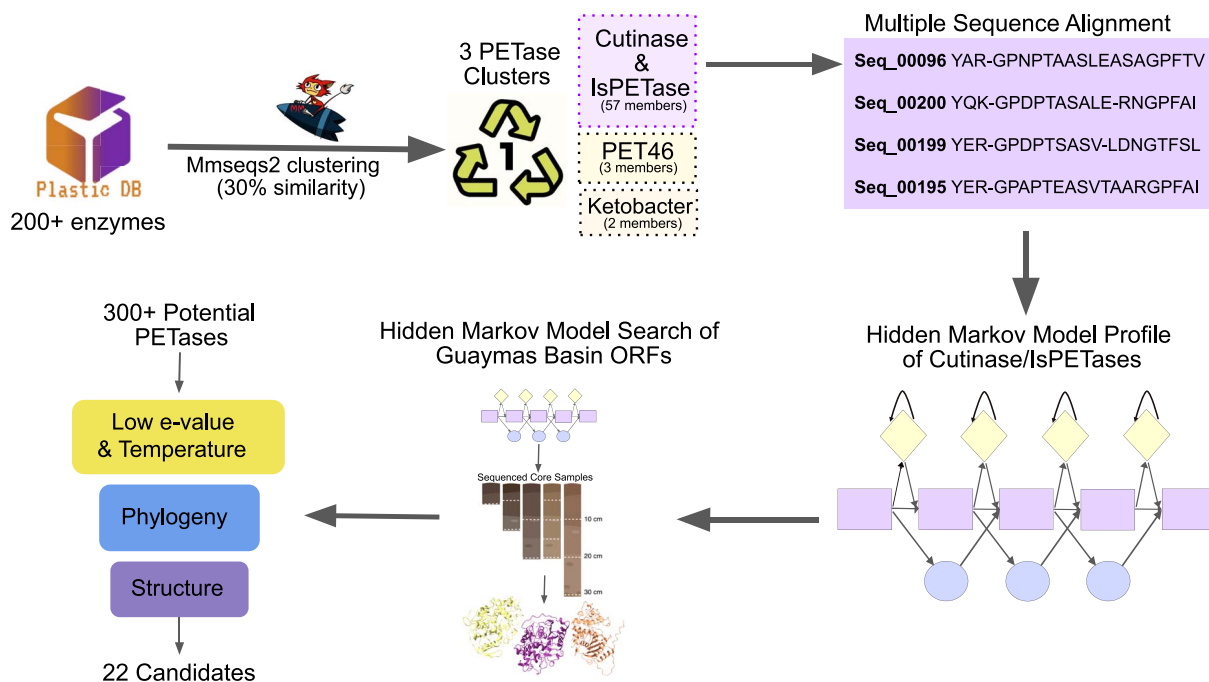 Plastic DB
200+ enzymes
Mmseqs2 clustering
(30% similarity)
3 PETase
Clusters
1
Cutinase
&
IsPETase
(57 members)
PET46
(3 members)
Ketobacter
(2 members)
Multiple Sequence Alignment
Seq_00096 YAR-GPNPTAASLEASAGPFTV
Seq_00200 YQK-GPDPTASALE-RNGPFAI
Seq_00199 YER-GPDPTSASV-LDNGTFSL
Seq_00195 YER-GPAPTEASVTAARGPFAI
Hidden Markov Model Profile
of Cutinase/IsPETases
Hidden Markov Model Search of
Guaymas Basin ORFs
Sequenced Core Samples
10 cm
20 cm
30 cm
300+ Potential
PETases
Low e-value
& Temperature
Phylogeny
Structure
22 Candidates